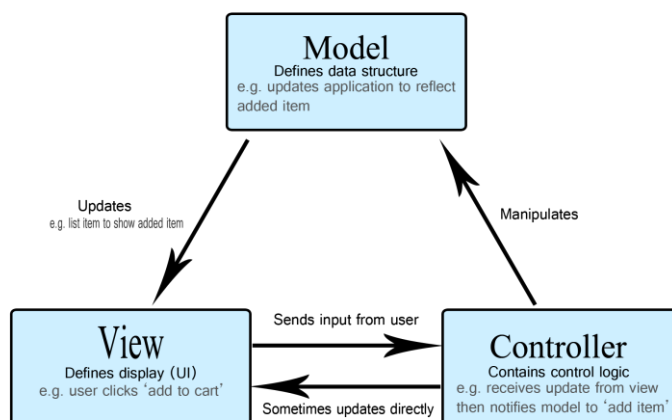 Model
Defines data structure
e.g. updates application to reflect
added item
Updates
e.g. list item to show added item
Manipulates
Sends input from user
View
Defines display (UI)
e.g. user clicks ‘add to cart’
Controller
Contains control logic
e.g. receives update from view
then notifies model to ‘add item’
Sometimes updates directly